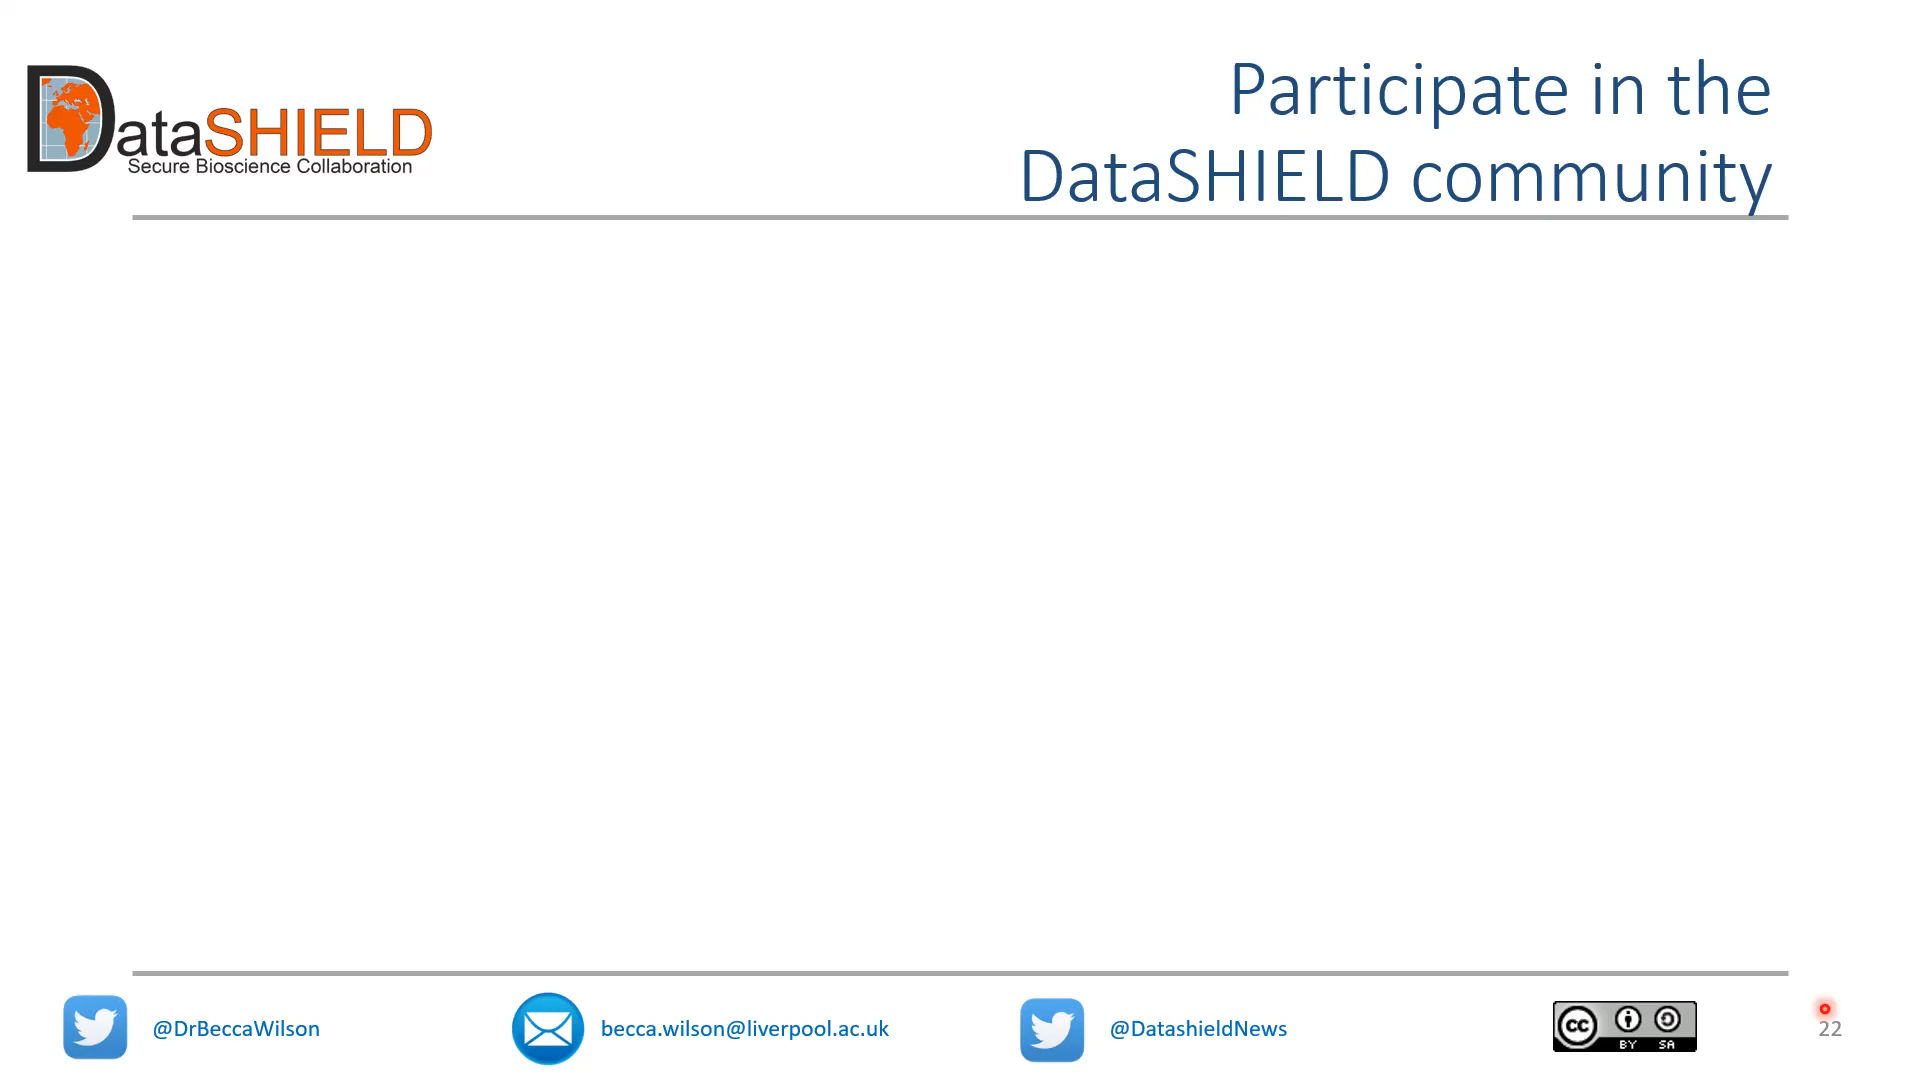 Participate in the
DataSHIELD community
DataSHIELD
Secure Bioscience Collaboration
@DrBeccaWilson
becca.wilson@liverpool.ac.uk
@DatashieldNews
cc BY SA
22